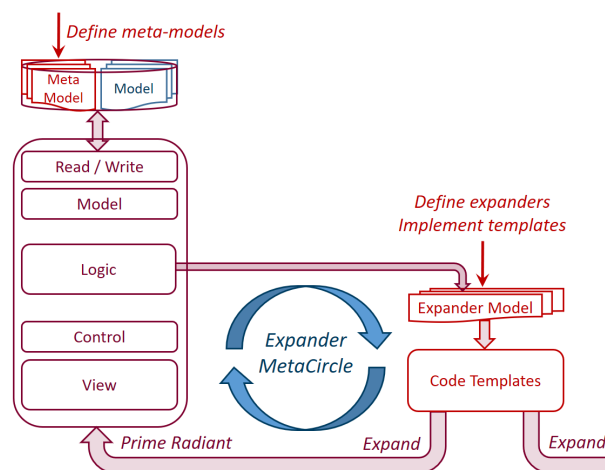 Define meta-models
Meta
Model
Model
Read / Write
Model
Define expanders
Implement templates
Logic
Expander Model
Expander
MetaCircle
Control
Code Templates
View
Prime Radiant
Expand
Expand